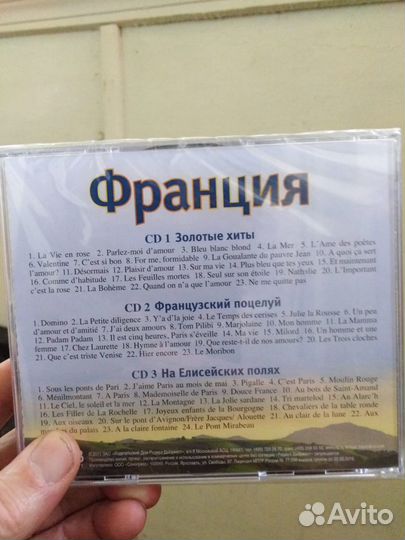 Франция
CD 1 Золотые хиты
1. La Vie en rose 2. Parlez-moi d'amour 3. Bleu blanc blond 4. La Mer 5. L'Ame des poètes
6. Valentine 7. C'est si bon 8. For me, formidable 9. La Goualante du pauvre Jean 10. A quoi ça sert
l'amour? 11. Désormais 12. Plaisir d'amour 13. Sur ma vie 14. Plus bleu que tes yeux 15. Et maintenant
16. Comme d'habitude 17. Les Feuilles mortes 18. Seul sur son étoile 19. Nathalie 20. L'Important
c'est la rose 21. La Bohème 22. Quand on n'a que l'amour 23. Ne me quitte pas
CD 2 Французский поцелуй
1. Domino 2. La Petite diligence 3. Y'a d'la joie 4. Le Temps des cerises 5. Julie la Rousse 6. Un peu
d'amour et d'amitié 7. J'ai deux amours 8. Tom Pilibi 9. Marjolaine 10. Mon homme 11. La Mamma
12. Padam Padam 13. Il est cinq heures, Paris s'éveille 14. Ma vie 15. Milord 16. Un homme et une
femme 17. Chez Laurette 18. Hymne à l'amour 19. Que reste-t-il de nos amours? 20. Les Trois cloches
21. Que c'est triste Venise 22. Hier encore 23. Le Moribon
CD 3 На Елисейских полях
1. Sous les ponts de Pari 2. J'aime Paris au mois de mai 3. Pigalle 4. C'est Paris 5. Moulin Rouge
6. Ménilmontant 7. A Paris 8. Mademoiselle de Paris 9. Douce France 10. Au bois de Saint-Amand
11. Le Ciel, le soleil et la mer 12. La Montagne 13. La Jolie sardane 14. Tri martelod 15. An Alarc'h
16. Les Filles de La Rochelle 17. Joyeux enfants de la Bourgogne 18. Chevaliers de la table ronde
19. Aux oiseaux 20. Sur le pont d'Avignon/Frère Jacques/ Alouette 21. Au clair de la lune 22. Aux
marches du palais 23. A la claire fontaine 24. Le Pont Mirabeau
Avito